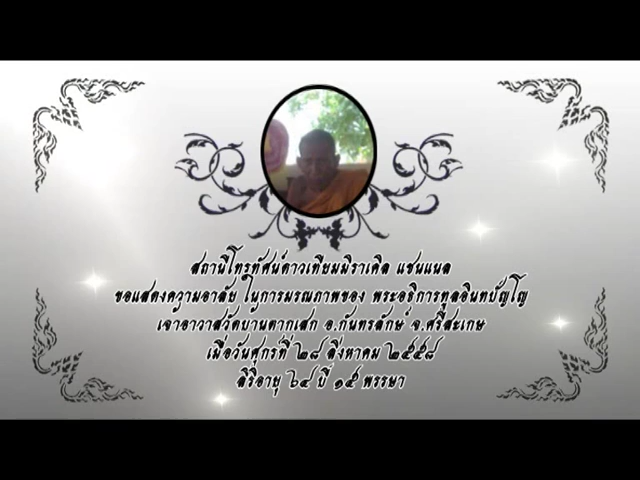 สถานีโทรทัศน์ดาวเทียมมิราเคิล แชนแนล
ขอแสดงความอาลัย ในการมรณภาพของ พระอธิการทูลอินทปัญโญ
เจ้าอาวาสวัดบ้านตากเสก อ.กันทรลักษ์ จ.ศรีสะเกษ
เมื่อวันศุกร์ที่ ๒๘ สิงหาคม ๒๕๕๘
สิริอายุ ๖๔ ปี ๑๕ พรรษา